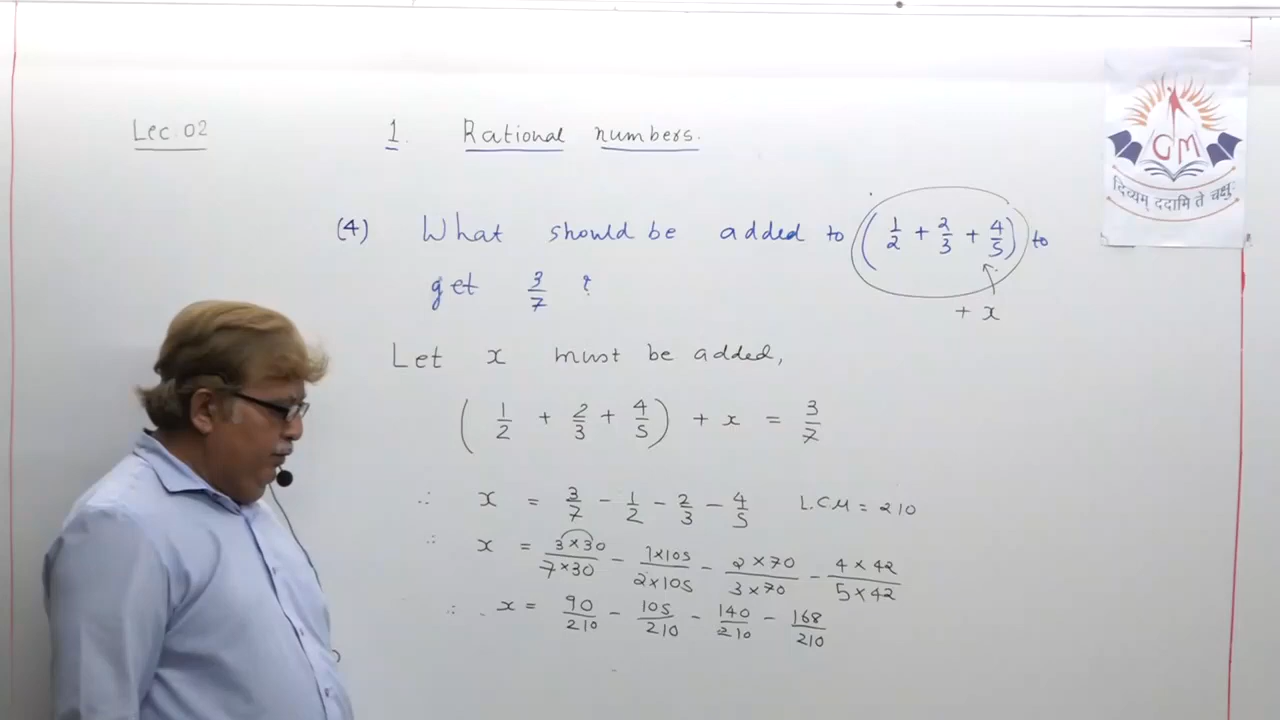 Lec. 02
1. Rational numbers.
GM
दिव्यम् ददामि ते चक्षुः
(4) What should be added to (1/2 + 2/3 + 4/5) to
get 3/7 ?
+ x
Let x must be added,
(1/2 + 2/3 + 4/5) + x = 3/7
∴ x = 3/7 - 1/2 - 2/3 - 4/5 L.C.M = 210
∴ x = 3×30/7×30 - 1×105/2×105 - 2×70/3×70 - 4×42/5×42
∴ x = 90/210 - 105/210 - 140/210 - 168/210